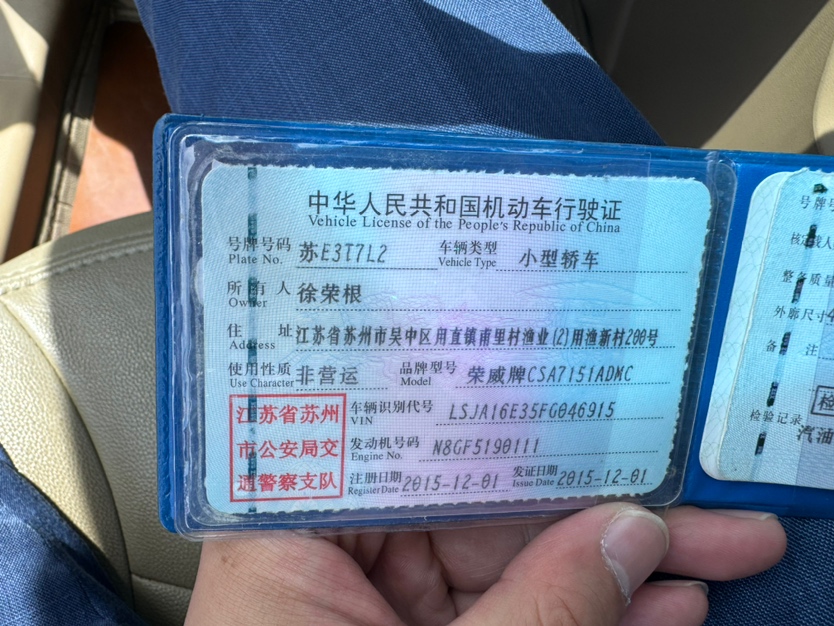 中华人民共和国机动车行驶证
Vehicle License of the People's Republic of China
号牌号码 苏E3T7L2 车辆类型 小型轿车
Plate No. Vehicle Type
所有人 徐荣根
Owner
住址 江苏省苏州市吴中区甪直镇甫里村渔业(2)甪渔新村200号
Address
使用性质 非营运 品牌型号 荣威牌CSA7151ADMC
Use Character Model
江苏省苏州
市公安局交
通警察支队
车辆识别代号 LSJA16E35FG046915
VIN
发动机号码 N8GF5190111
Engine No.
注册日期 2015-12-01 发证日期 2015-12-01
Register Date Issue Date
号牌号
核定载人
整备质量
外廓尺寸 4
备注
检验记录
汽油